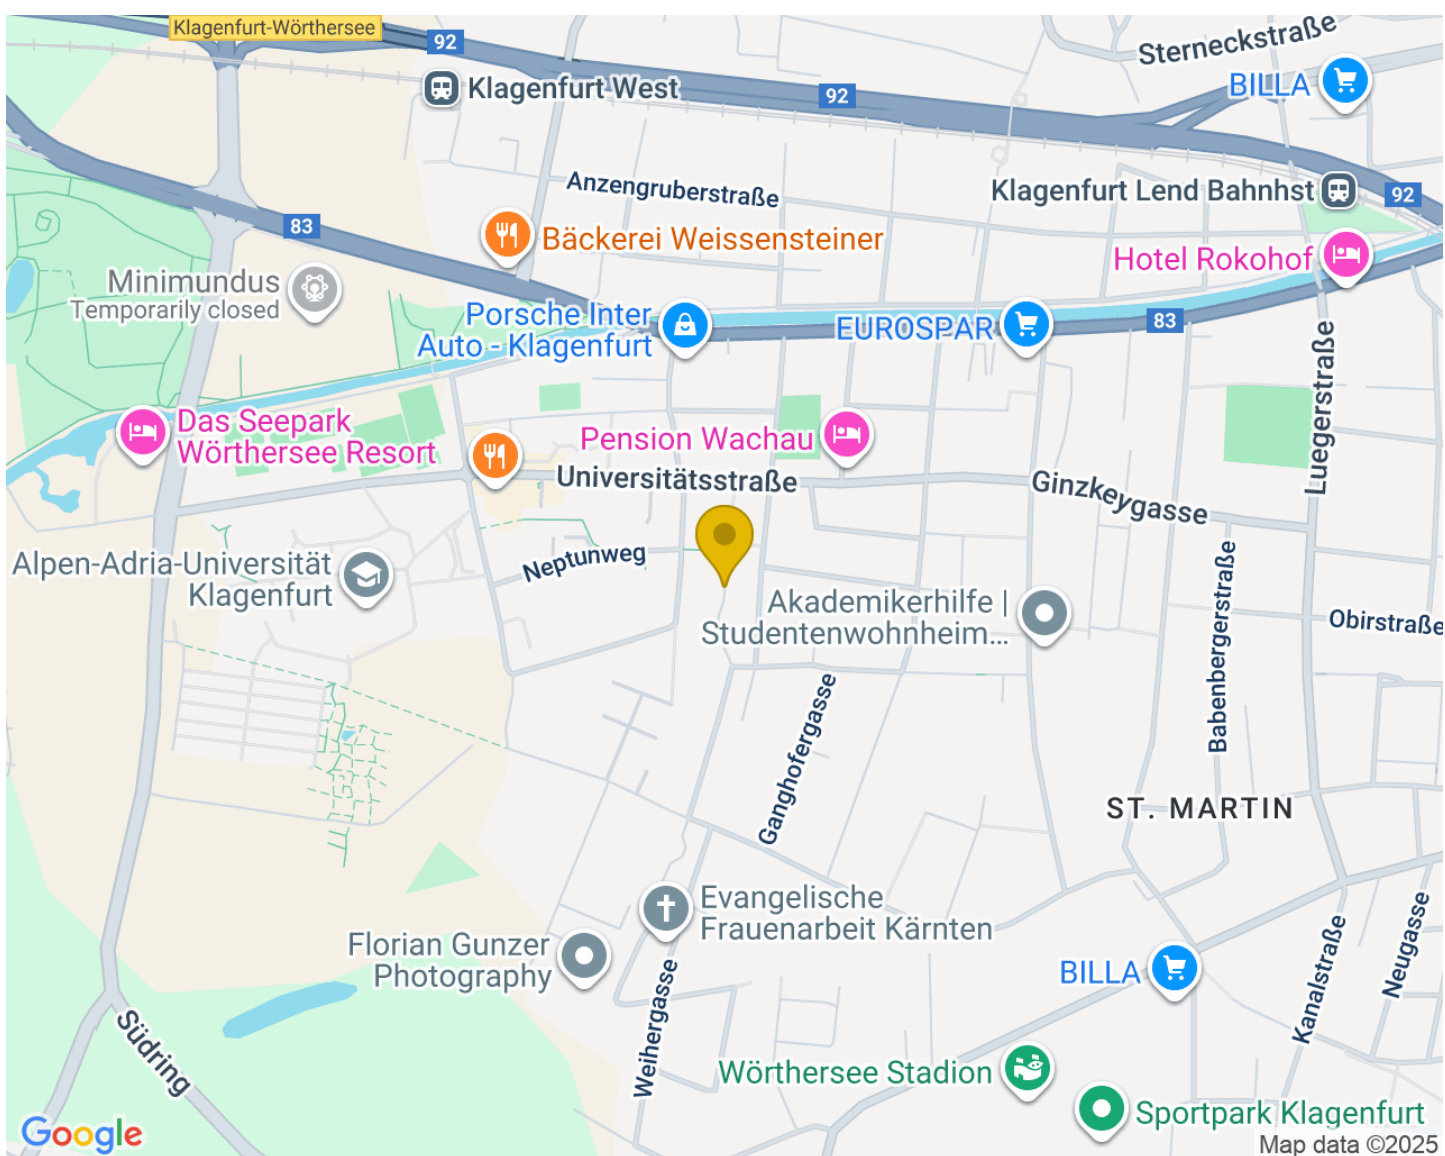 Klagenfurt-Wörthersee
92
Sterneckstraße
Klagenfurt West
92
BILLA
Anzengruberstraße
Klagenfurt Lend Bahnhst
92
83
Bäckerei Weissensteiner
Hotel Rokohof
Minimundus
Temporarily closed
Porsche Inter
Auto - Klagenfurt
EUROSPAR
83
Luegerstraße
Das Seepark
Wörthersee Resort
Pension Wachau
Universitätsstraße
Ginzkeygasse
Alpen-Adria-Universität
Klagenfurt
Neptunweg
Akademikerhilfe |
Studentenwohnheim...
Babenbergerstraße
Obirstraße
Ganghofergasse
ST. MARTIN
Evangelische
Frauenarbeit Kärnten
Florian Gunzer
Photography
BILLA
Kanalstraße
Neugasse
Südring
Weihergasse
Wörthersee Stadion
Sportpark Klagenfurt
Google
Map data ©2025